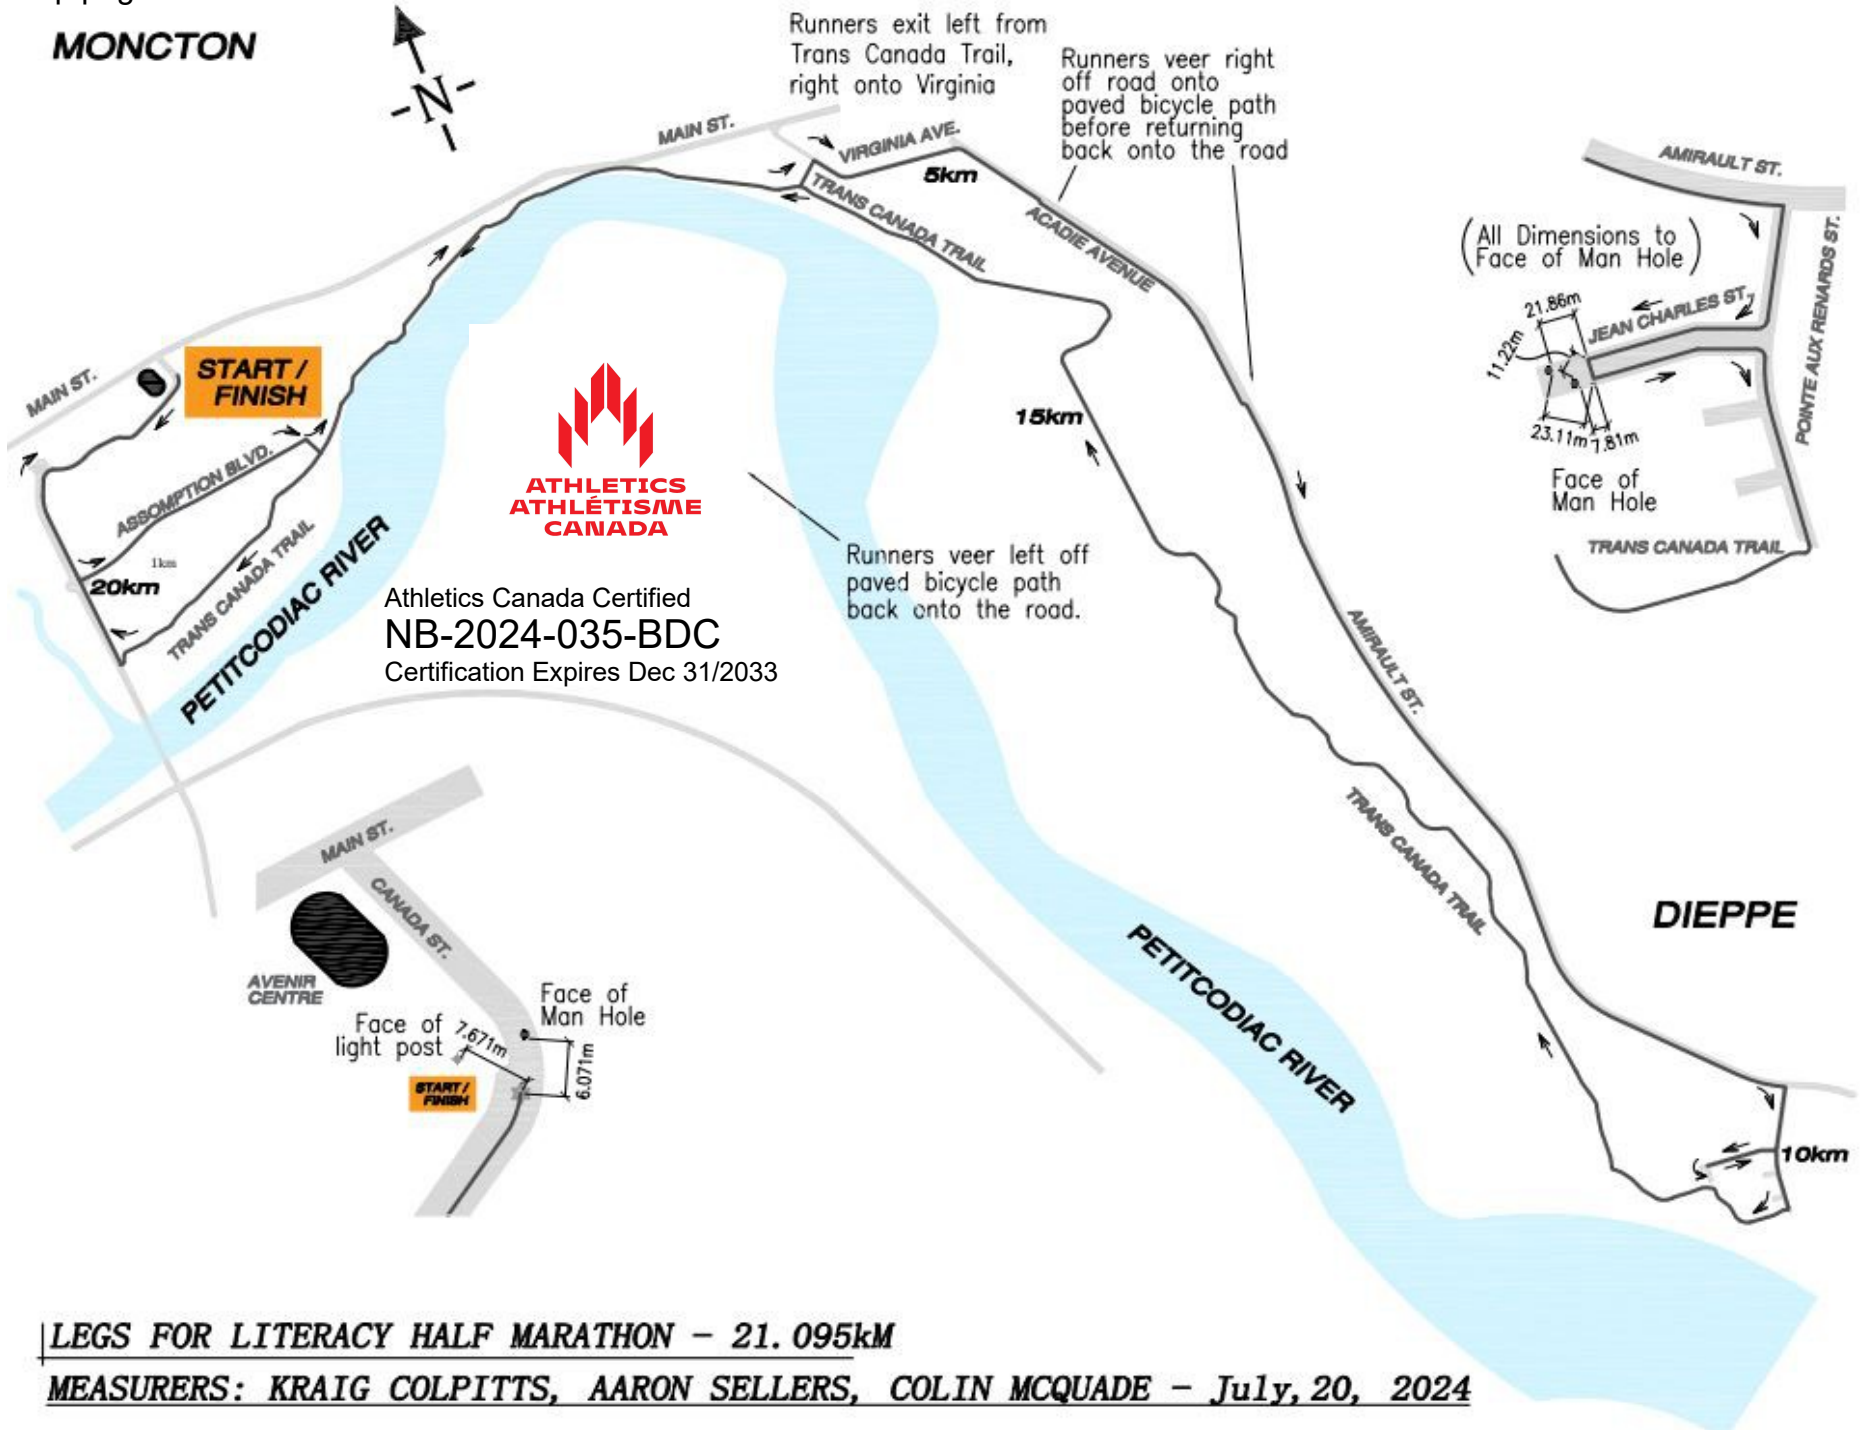 MONCTON
N
Runners exit left from
Trans Canada Trail,
right onto Virginia
Runners veer right
off road onto
paved bicycle path
before returning
back onto the road
MAIN ST.
VIRGINIA AVE.
5km
TRANS CANADA TRAIL
ACADIE AVENUE
AMIRAULT ST.
(All Dimensions to
Face of Man Hole)
POINTE AUX RENARDS ST.
21.86m
JEAN CHARLES ST.
11.22m
23.11m
7.81m
Face of
Man Hole
TRANS CANADA TRAIL
START /
FINISH
MAIN ST.
15km
ATHLETICS
ATHLÉTISME
CANADA
ASSOMPTION BLVD.
1km
20km
TRANS CANADA TRAIL
PETITCODIAC RIVER
Runners veer left off
paved bicycle path
back onto the road.
Athletics Canada Certified
NB-2024-035-BDC
Certification Expires Dec 31/2033
AMIRAULT ST.
TRANS CANADA TRAIL
DIEPPE
MAIN ST.
CANADA ST.
AVENIR
CENTRE
Face of
light post
7.671m
Face of
Man Hole
6.071m
START /
FINISH
PETITCODIAC RIVER
10km
LEGS FOR LITERACY HALF MARATHON - 21.095kM
MEASURERS: KRAIG COLPITTS, AARON SELLERS, COLIN MCQUADE - July, 20, 2024